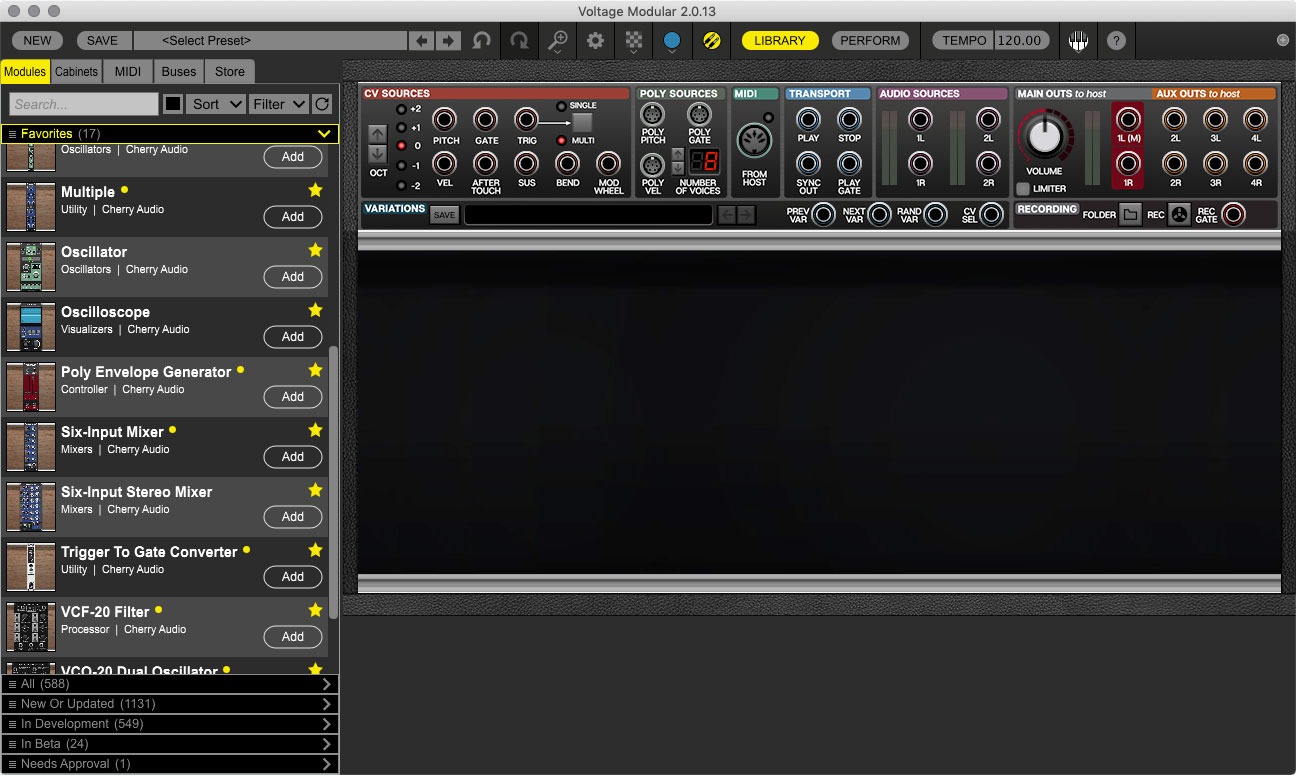 Voltage Modular 2.0.13
NEW SAVE <Select Preset> LIBRARY PERFORM TEMPO 120.00 ?
Modules Cabinets MIDI Buses Store
Search... Sort Filter
Favorites (17)
Oscillators | Cherry Audio
Add
Multiple
Utility | Cherry Audio
Add
Oscillator
Oscillators | Cherry Audio
Add
Oscilloscope
Visualizers | Cherry Audio
Add
Poly Envelope Generator
Controller | Cherry Audio
Add
Six-Input Mixer
Mixers | Cherry Audio
Add
Six-Input Stereo Mixer
Mixers | Cherry Audio
Add
Trigger To Gate Converter
Utility | Cherry Audio
Add
VCF-20 Filter
Processor | Cherry Audio
Add
VCO-20 Dual Oscillator
All (588)
New Or Updated (1131)
In Development (549)
In Beta (24)
Needs Approval (1)
CV SOURCES
+2
+1
0
-1
-2
OCT
PITCH GATE TRIG
SINGLE
MULTI
VEL AFTER TOUCH SUS BEND MOD WHEEL
POLY SOURCES
POLY PITCH POLY GATE
POLY VEL 8 NUMBER OF VOICES
MIDI
FROM HOST
TRANSPORT
PLAY STOP
SYNC OUT PLAY GATE
AUDIO SOURCES
1L 2L
1R 2R
MAIN OUTS to host
VOLUME
LIMITER
1L (M)
1R
AUX OUTS to host
2L 3L 4L
2R 3R 4R
VARIATIONS SAVE PREV VAR NEXT VAR RAND VAR CV SEL
RECORDING FOLDER REC REC GATE